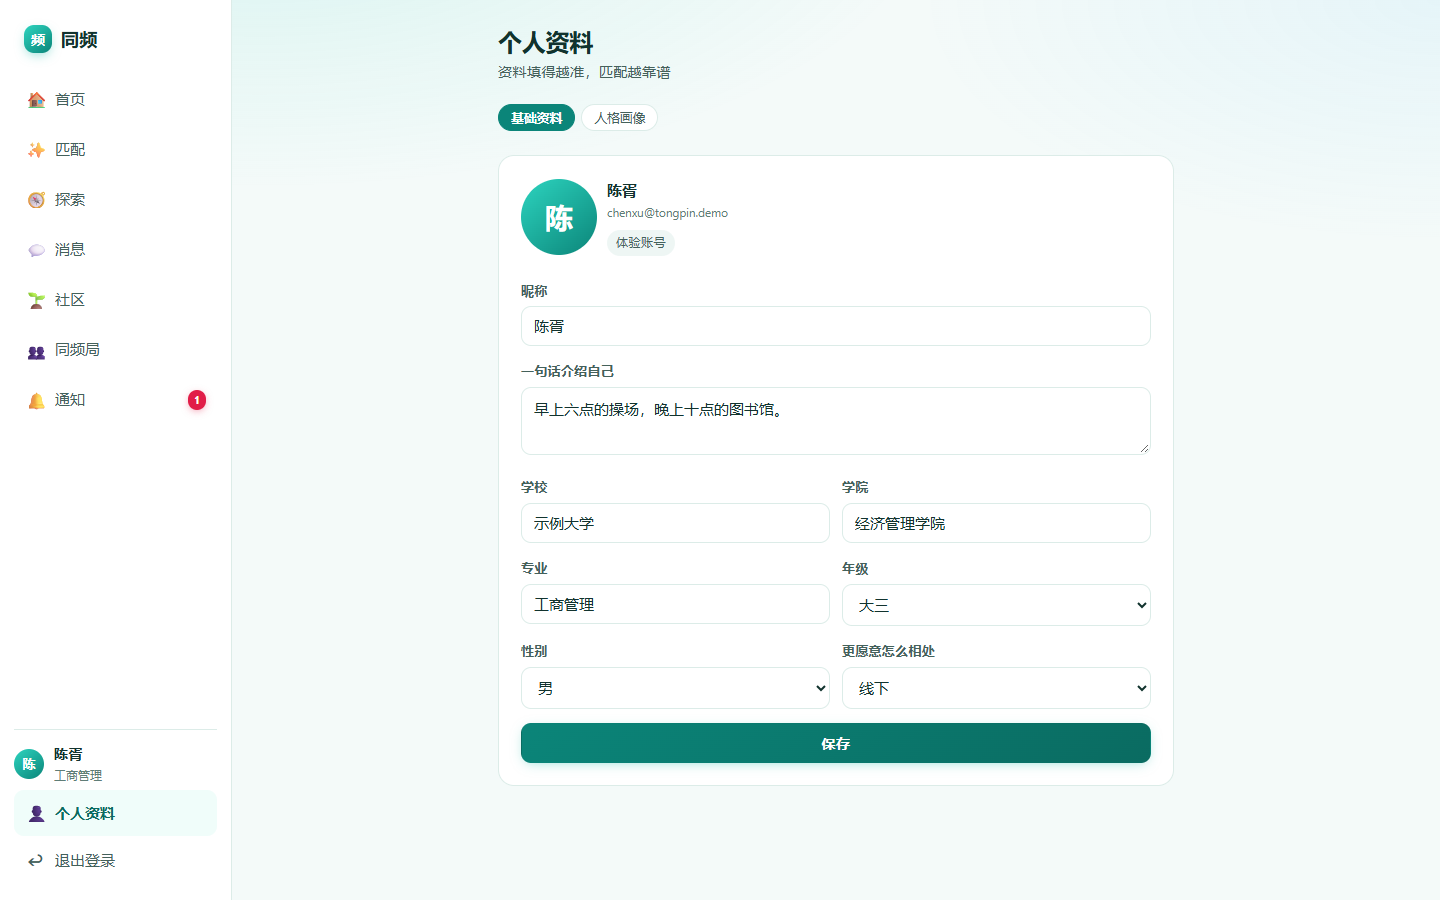 频 同频
首页
匹配
探索
消息
社区
同频局
通知 1
陈 陈胥
工商管理
个人资料
退出登录
个人资料
资料填得越准，匹配越靠谱
基础资料 人格画像
陈 陈胥
chenxu@tongpin.demo
体验账号
昵称
陈胥
一句话介绍自己
早上六点的操场，晚上十点的图书馆。
学校 学院
示例大学 经济管理学院
专业 年级
工商管理 大三
性别 更愿意怎么相处
男 线下
保存